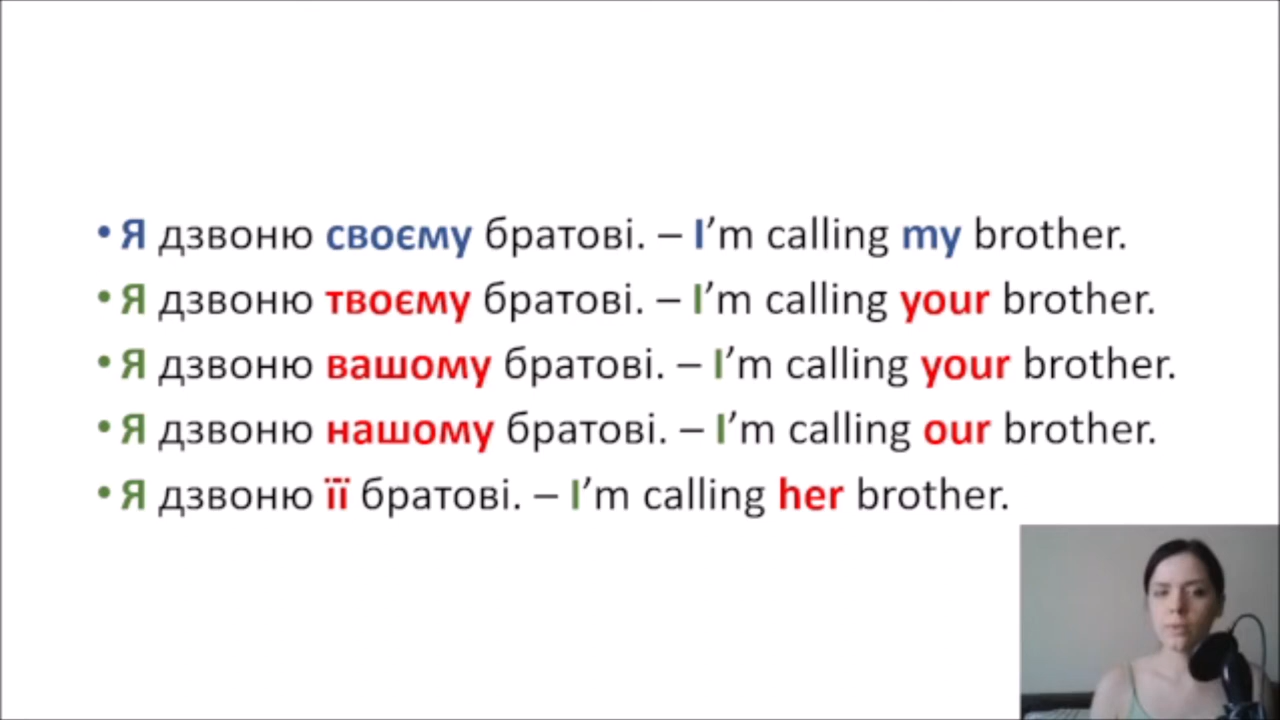 • Я дзвоню своєму братові. – I’m calling my brother.
• Я дзвоню твоєму братові. – I’m calling your brother.
• Я дзвоню вашому братові. – I’m calling your brother.
• Я дзвоню нашому братові. – I’m calling our brother.
• Я дзвоню її братові. – I’m calling her brother.